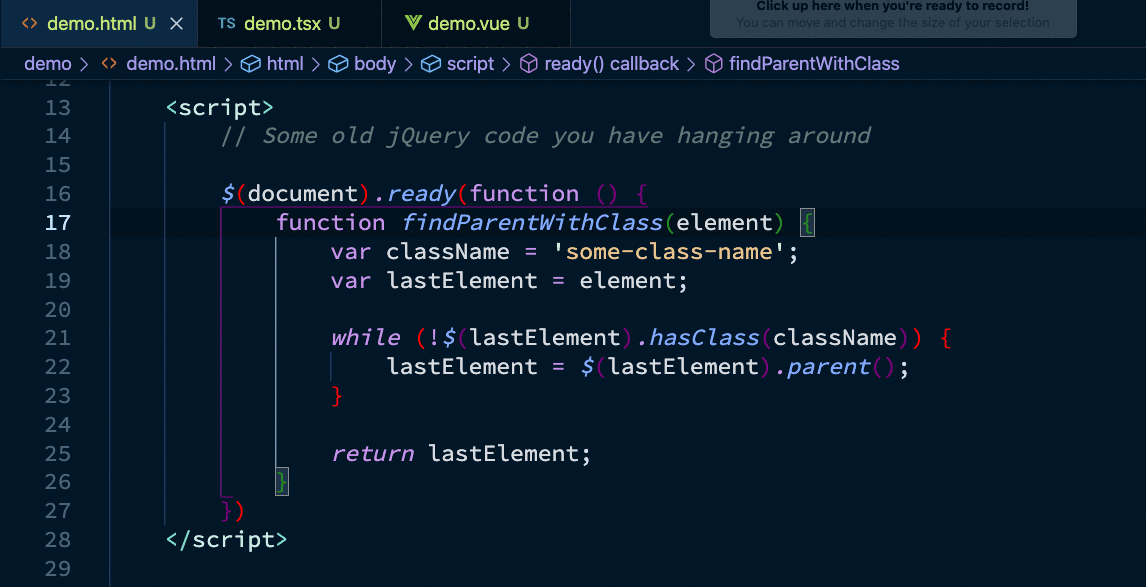 demo.html U
TS demo.tsx U
demo.vue U
Click up here when you're ready to record!
You can move and change the size of your selection
demo > demo.html > html > body > script > ready() callback > findParentWithClass
12
13 <script>
14 // Some old jQuery code you have hanging around
15
16 $(document).ready(function () {
17 function findParentWithClass(element) {
18 var className = 'some-class-name';
19 var lastElement = element;
20
21 while (!$(lastElement).hasClass(className)) {
22 lastElement = $(lastElement).parent();
23 }
24
25 return lastElement;
26 }
27 })
28 </script>
29